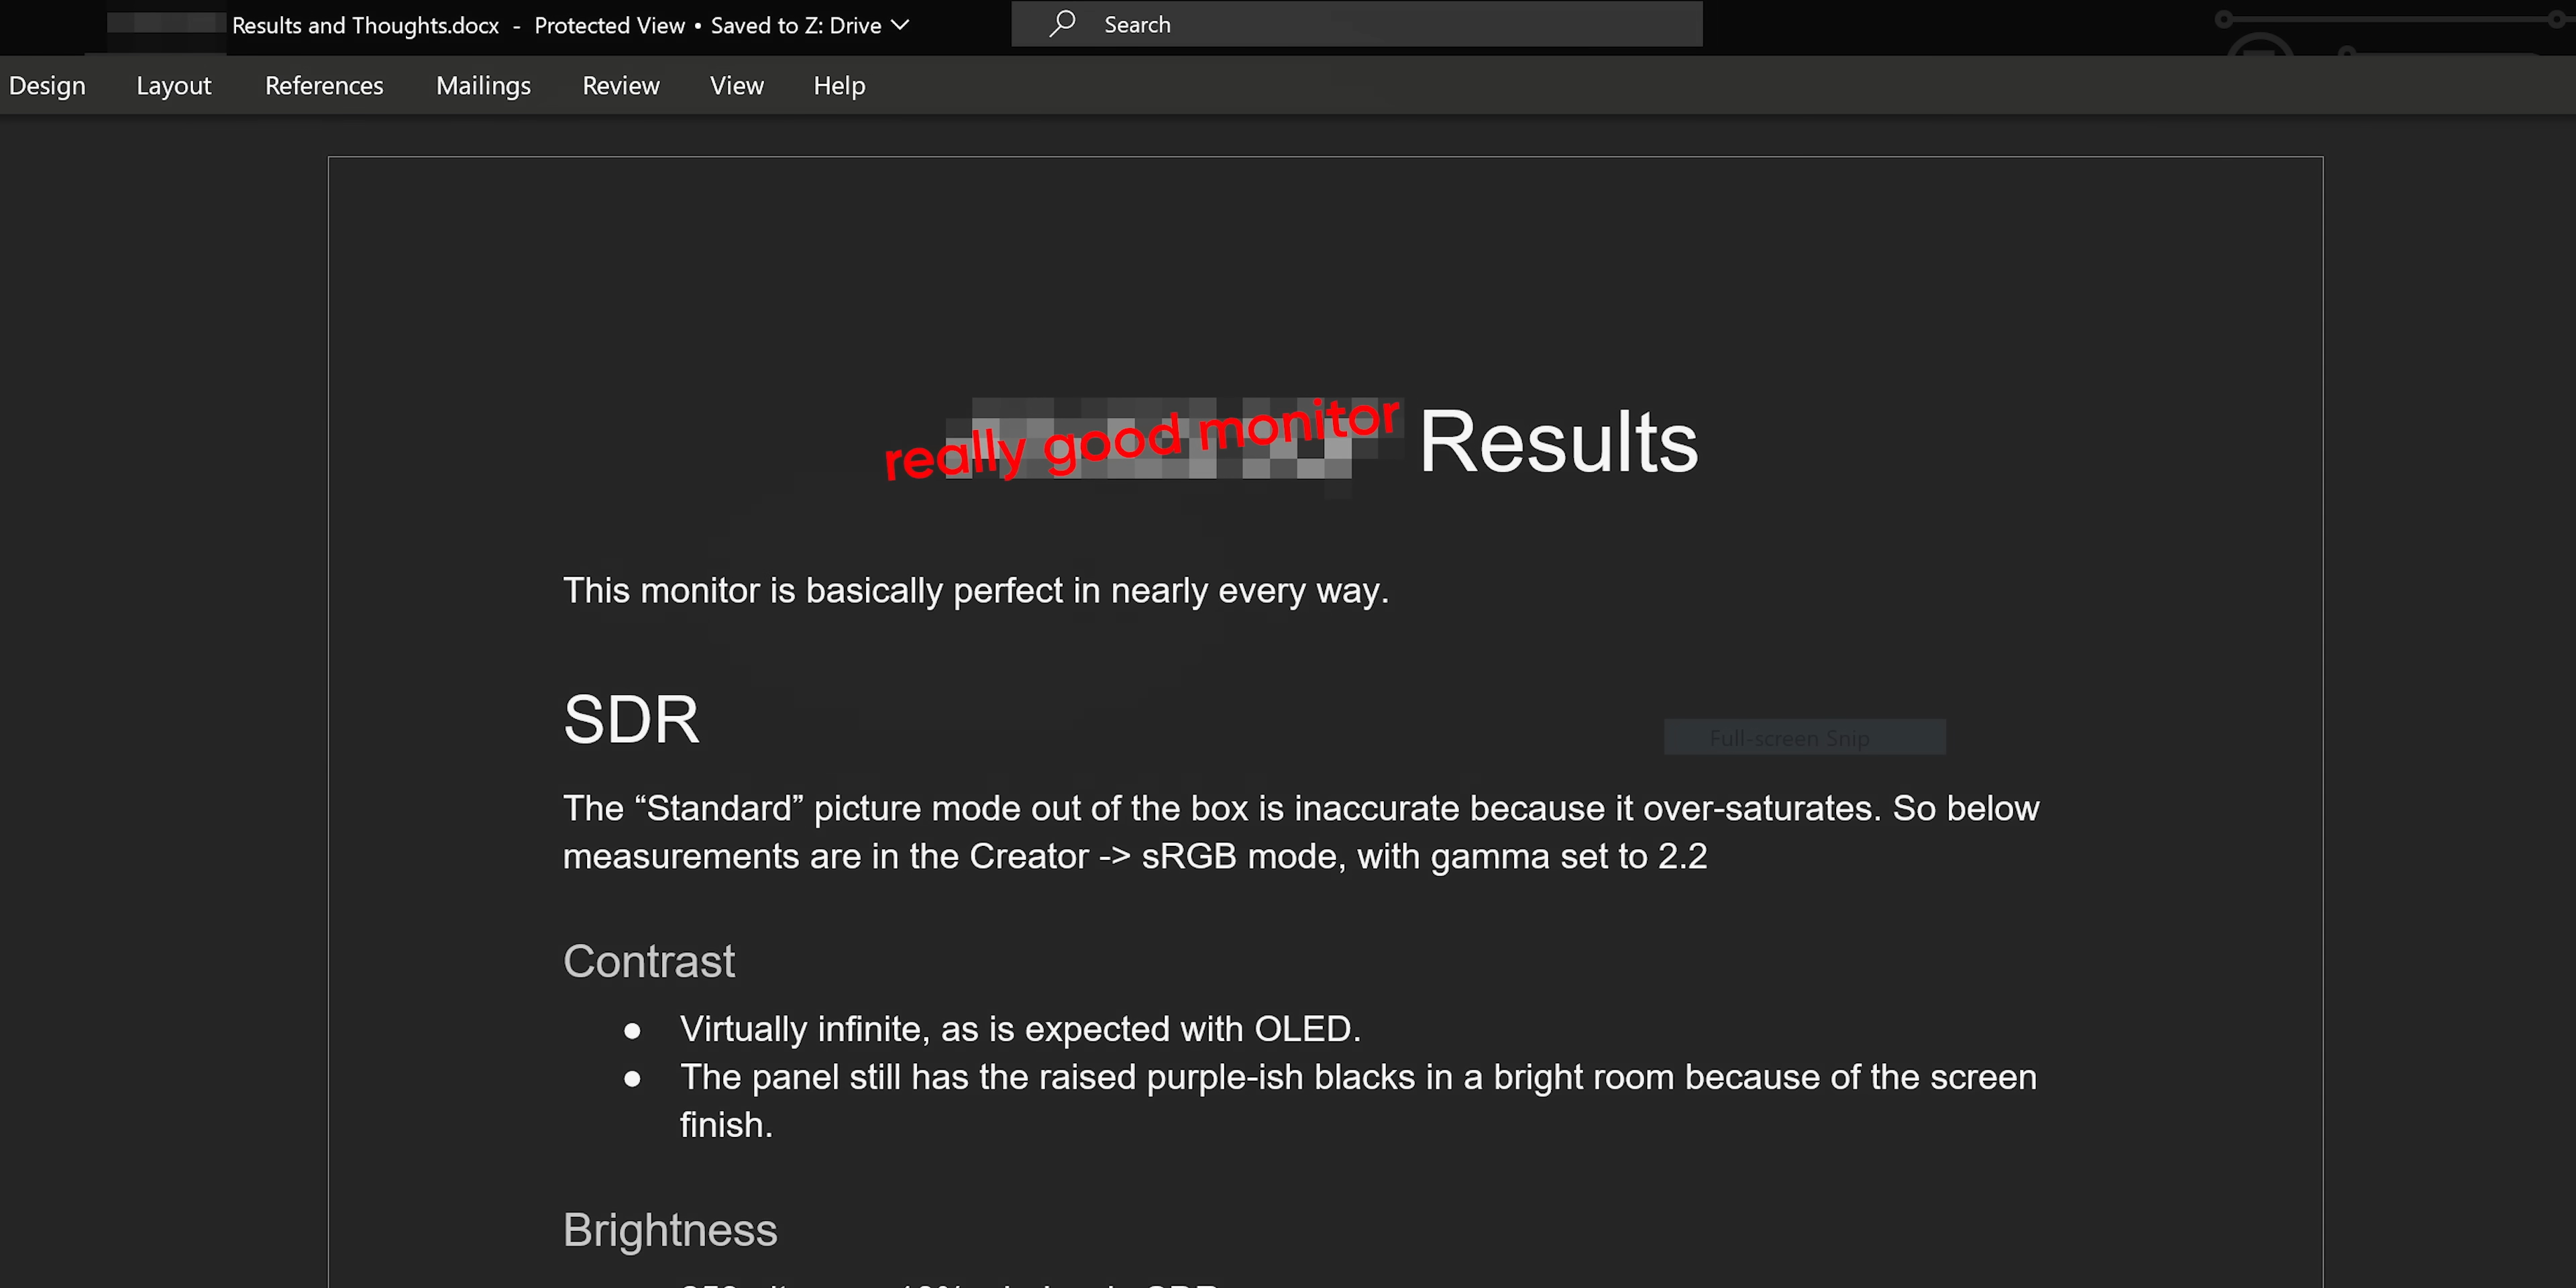 Results and Thoughts.docx - Protected View • Saved to Z: Drive
Search
Design Layout References Mailings Review View Help
really good monitor Results
This monitor is basically perfect in nearly every way.
SDR
Full-screen Snip
The “Standard” picture mode out of the box is inaccurate because it over-saturates. So below
measurements are in the Creator -> sRGB mode, with gamma set to 2.2
Contrast
● Virtually infinite, as is expected with OLED.
● The panel still has the raised purple-ish blacks in a bright room because of the screen
finish.
Brightness